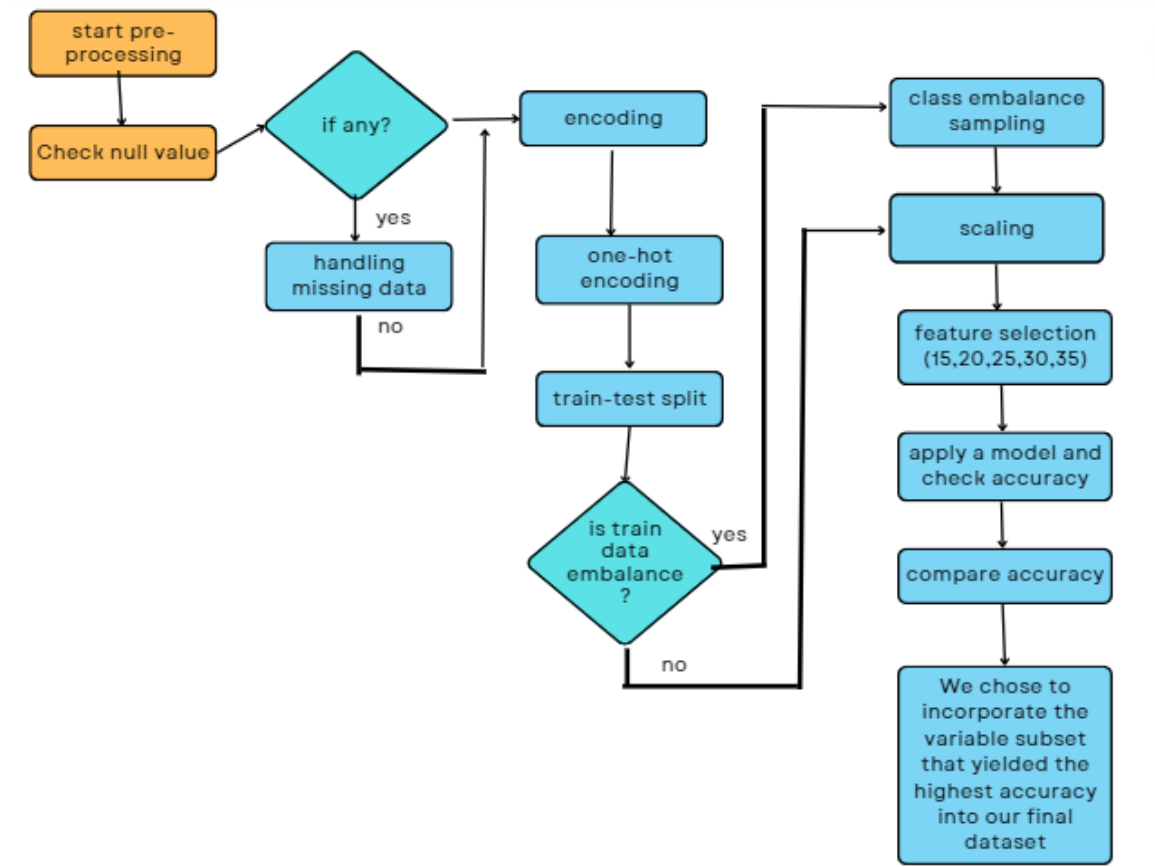 start pre-
processing
Check null value
if any?
yes
handling
missing data
no
encoding
one-hot
encoding
train-test split
is train
data
embalance
?
yes
no
class embalance
sampling
scaling
feature selection
(15,20,25,30,35)
apply a model and
check accuracy
compare accuracy
We chose to
incorporate the
variable subset
that yielded the
highest accuracy
into our final
dataset